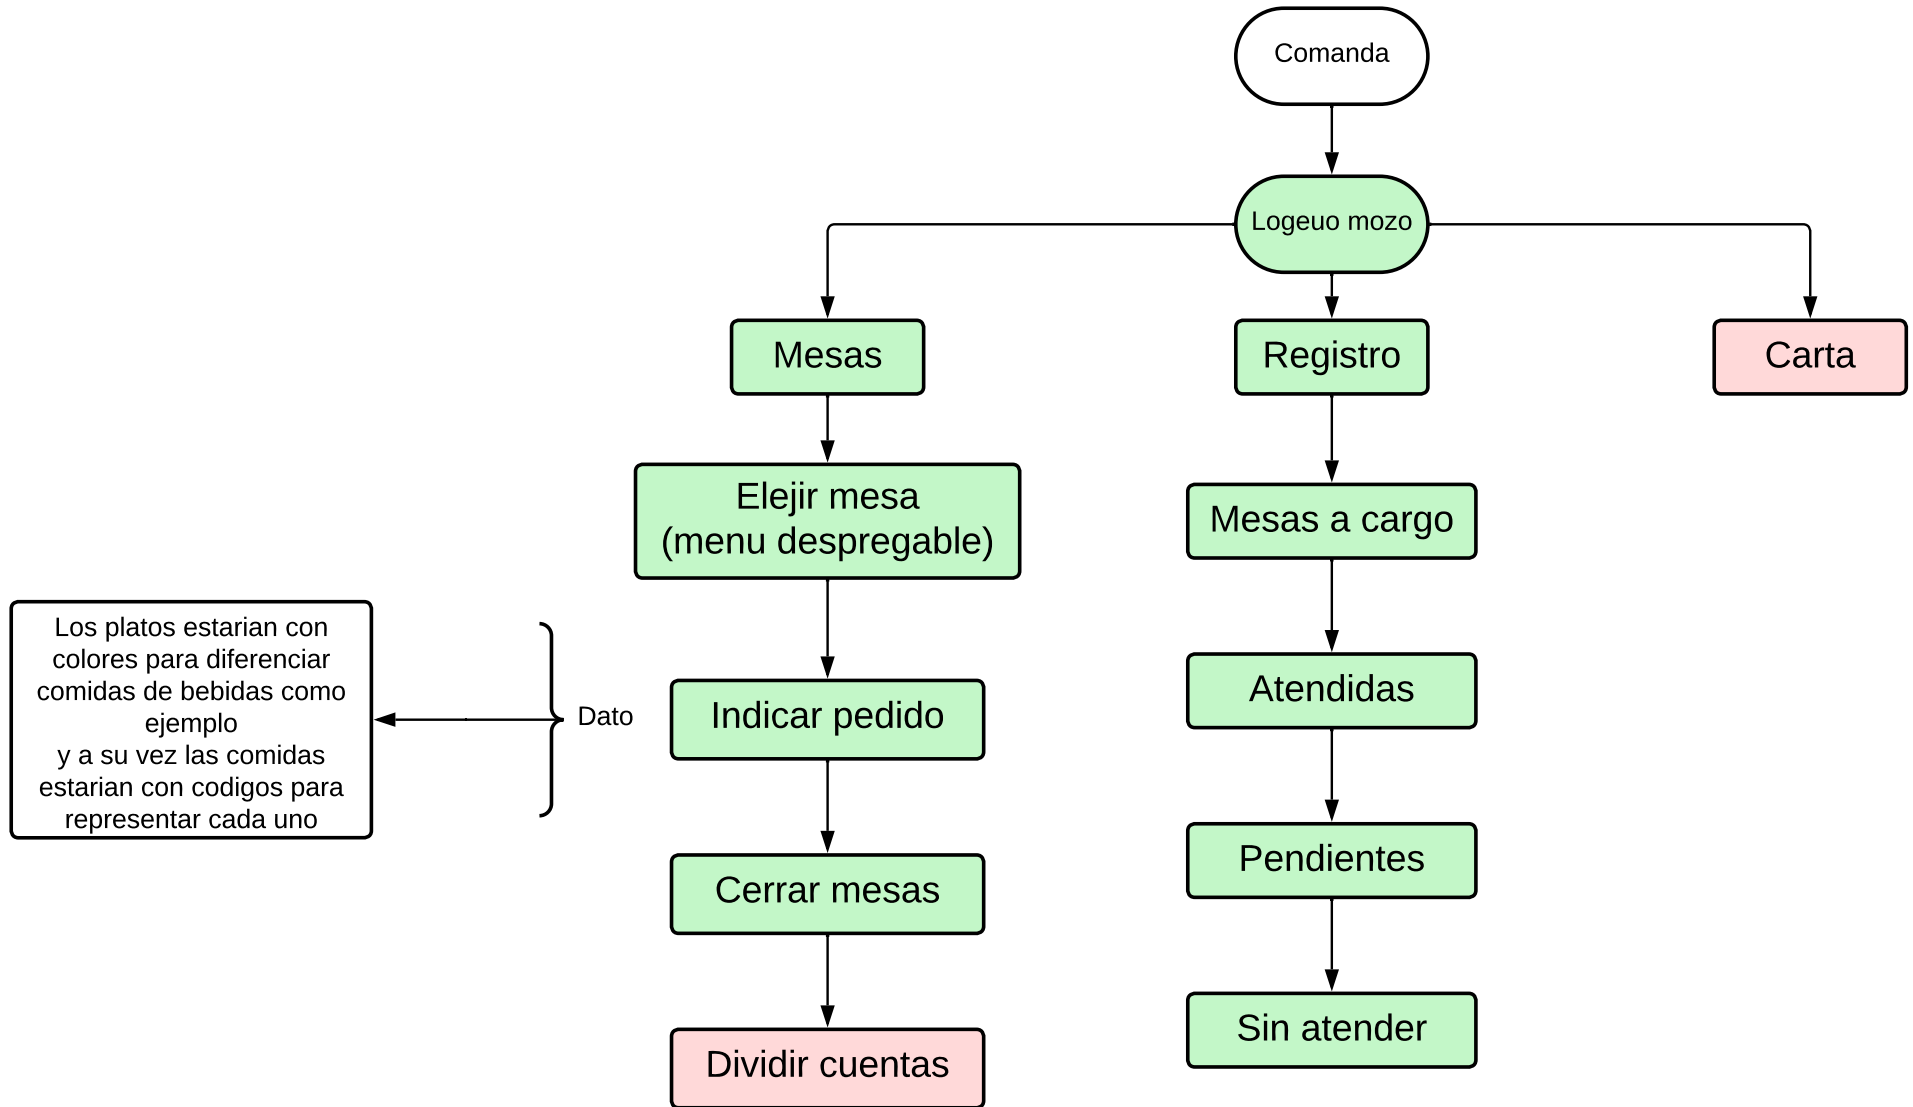 Comanda
Logeuo mozo
Mesas
Registro
Carta
Elejir mesa
(menu despregable)
Mesas a cargo
Los platos estarian con
colores para diferenciar
comidas de bebidas como
ejemplo
y a su vez las comidas
estarian con codigos para
representar cada uno
Dato
Indicar pedido
Atendidas
Cerrar mesas
Pendientes
Dividir cuentas
Sin atender